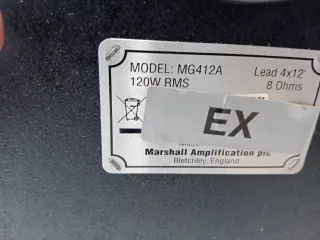 MODEL: MG412A Lead 4x12"
120W RMS 8 Ohms
EX
Marshall Amplification plc
Bletchley, England